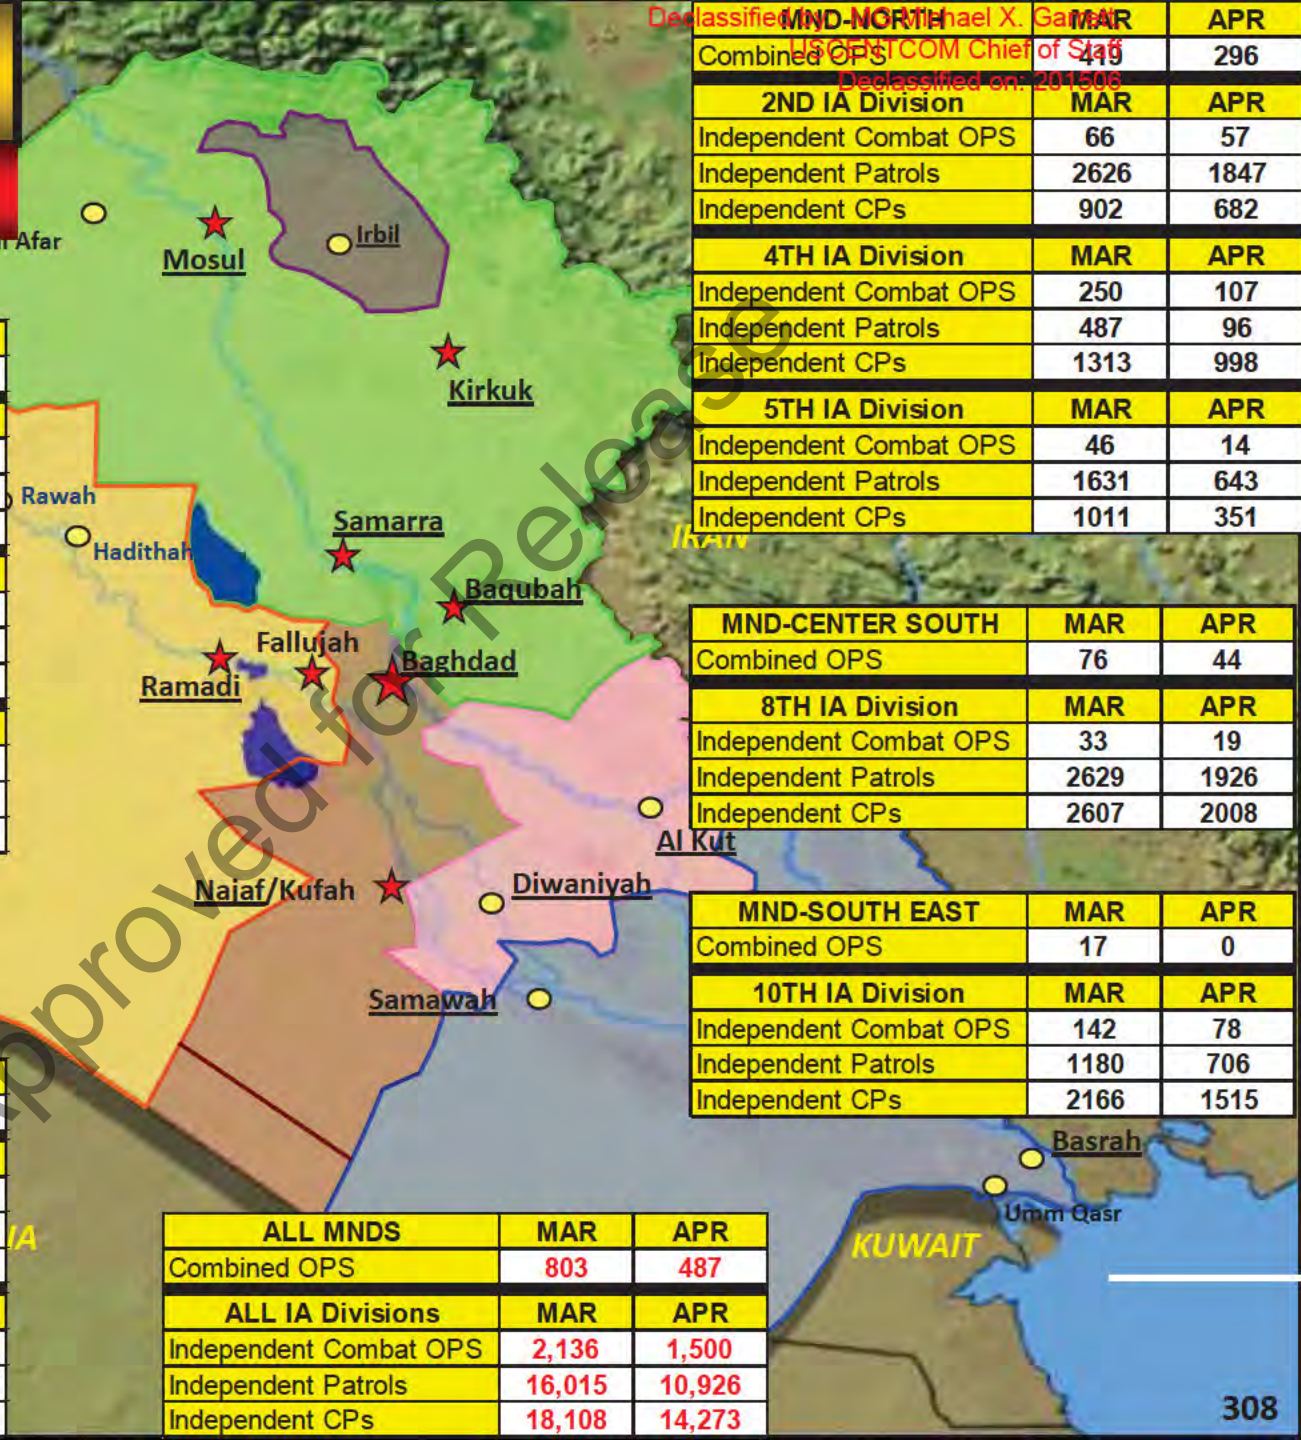 Declassified by: MG Michael X. Garrett
USCENTCOM Chief of Staff
Declassified on: 201506
MND-NORTH MAR APR
Combined OPS 419 296
2ND IA Division MAR APR
Independent Combat OPS 66 57
Independent Patrols 2626 1847
Independent CPs 902 682
4TH IA Division MAR APR
Independent Combat OPS 250 107
Independent Patrols 487 96
Independent CPs 1313 998
5TH IA Division MAR APR
Independent Combat OPS 46 14
Independent Patrols 1631 643
Independent CPs 1011 351
Afar
Mosul
Irbil
Kirkuk
Rawah
Hadithah
Samarra
Baqubah
IRAN
Fallujah
Ramadi
Baghdad
MND-CENTER SOUTH MAR APR
Combined OPS 76 44
8TH IA Division MAR APR
Independent Combat OPS 33 19
Independent Patrols 2629 1926
Independent CPs 2607 2008
Al Kut
Najaf/Kufah
Diwaniyah
Samawah
MND-SOUTH EAST MAR APR
Combined OPS 17 0
10TH IA Division MAR APR
Independent Combat OPS 142 78
Independent Patrols 1180 706
Independent CPs 2166 1515
Basrah
Umm Qasr
KUWAIT
IA
ALL MNDS MAR APR
Combined OPS 803 487
ALL IA Divisions MAR APR
Independent Combat OPS 2,136 1,500
Independent Patrols 16,015 10,926
Independent CPs 18,108 14,273
308
Approved for Release